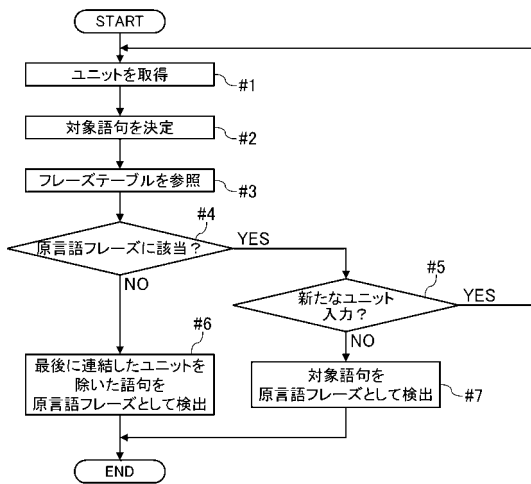 START
ユニットを取得
#1
対象語句を決定
#2
フレーズテーブルを参照
#3
#4
原言語フレーズに該当?
YES
NO
#5
新たなユニット
入力?
YES
NO
#6
最後に連結したユニットを
除いた語句を
原言語フレーズとして検出
対象語句を
原言語フレーズとして検出
#7
END